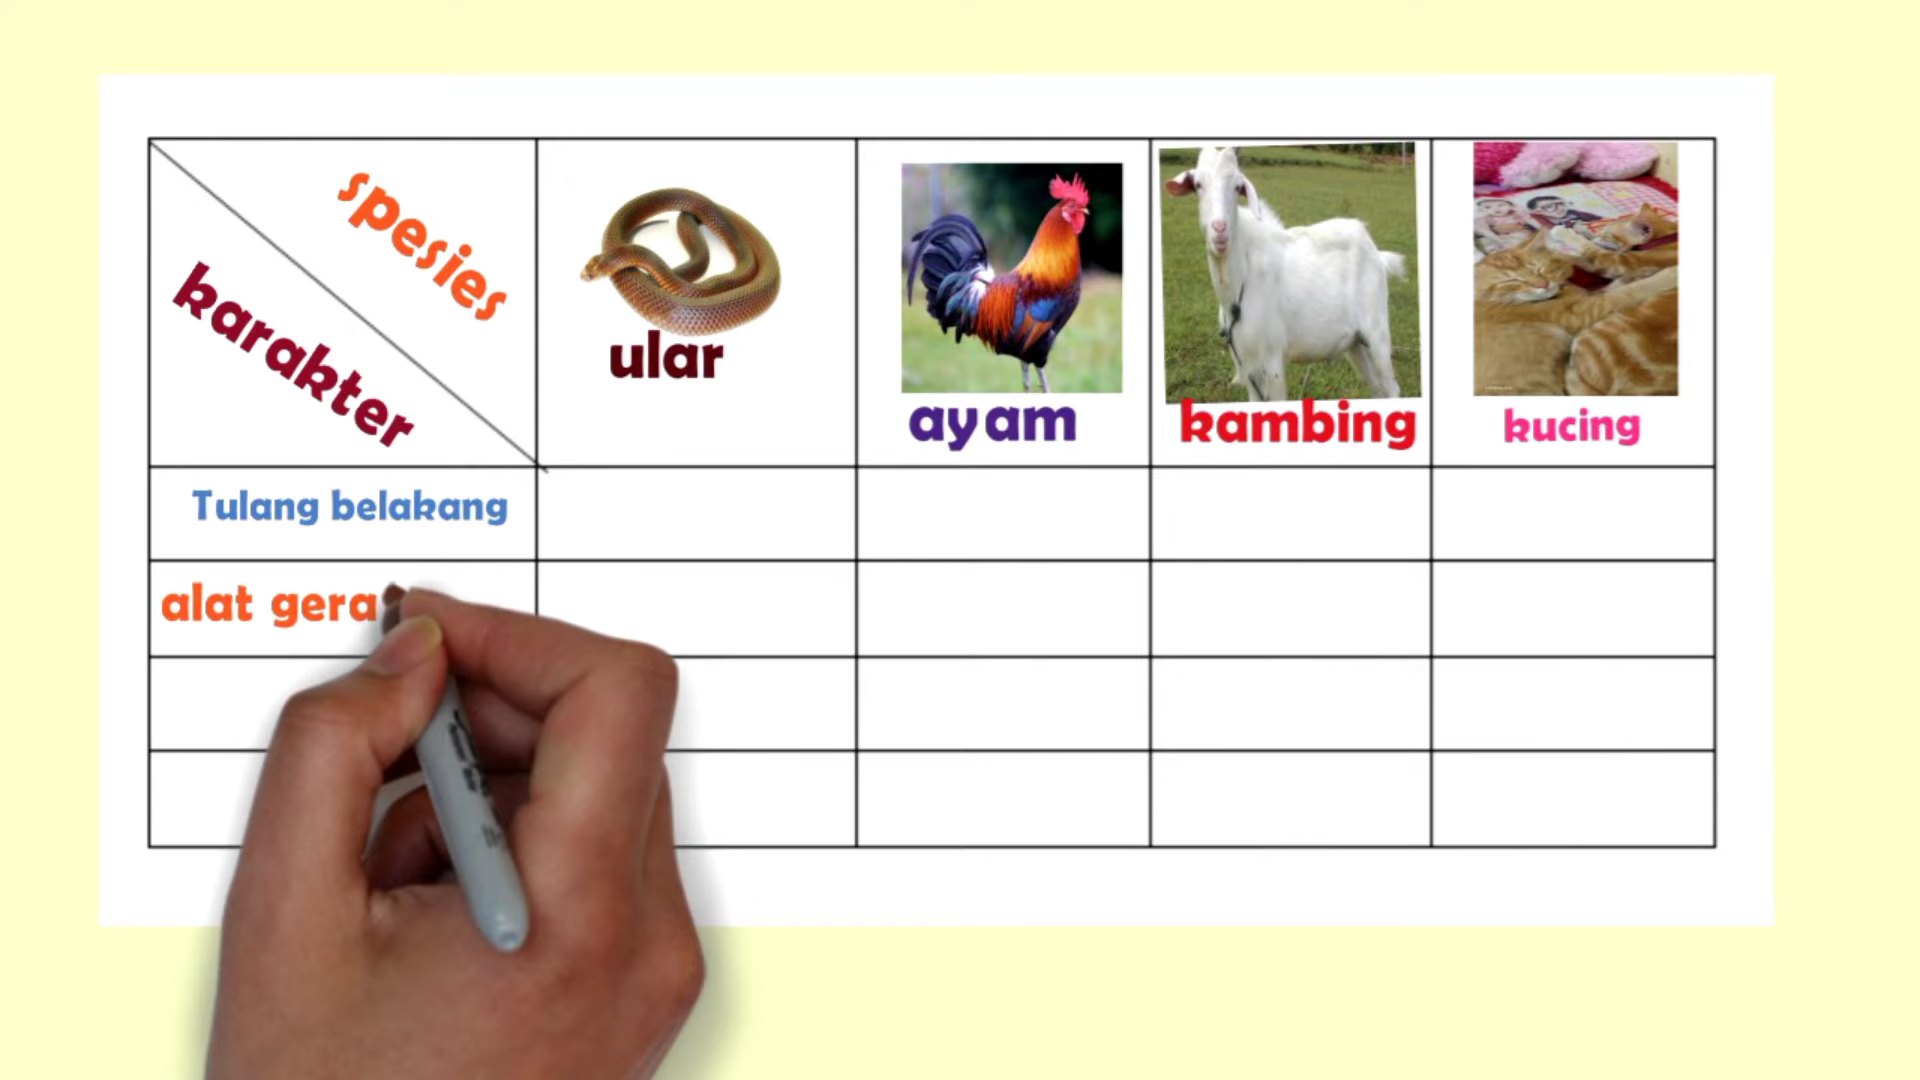 spesies
karakter
ular
ayam
kambing
kucing
Tulang belakang
alat gera